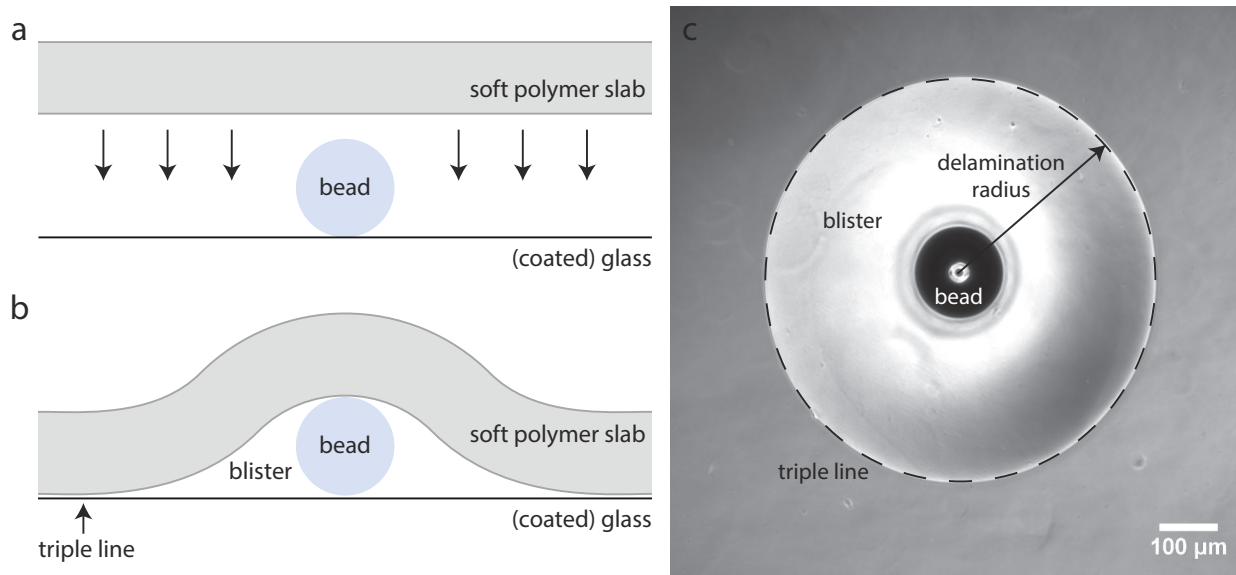 a
soft polymer slab
bead
(coated) glass
b
bead
soft polymer slab
blister
(coated) glass
triple line
c
delamination
radius
blister
bead
triple line
100 µm